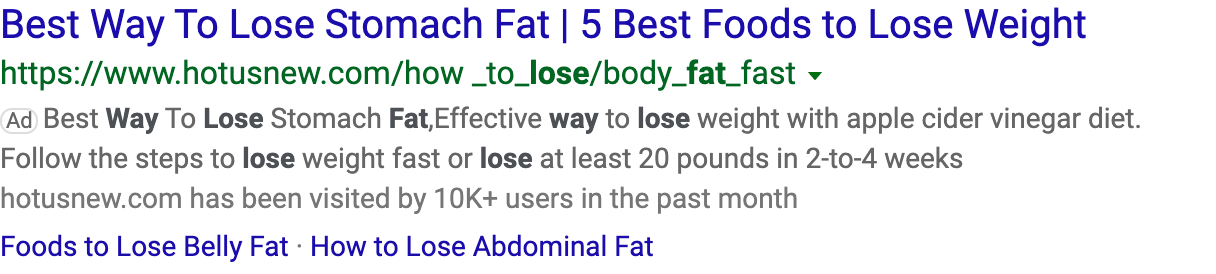 Best Way To Lose Stomach Fat | 5 Best Foods to Lose Weight
https://www.hotusnew.com/how _to_lose/body_fat_fast
Ad Best Way To Lose Stomach Fat,Effective way to lose weight with apple cider vinegar diet.
Follow the steps to lose weight fast or lose at least 20 pounds in 2-to-4 weeks
hotusnew.com has been visited by 10K+ users in the past month
Foods to Lose Belly Fat · How to Lose Abdominal Fat